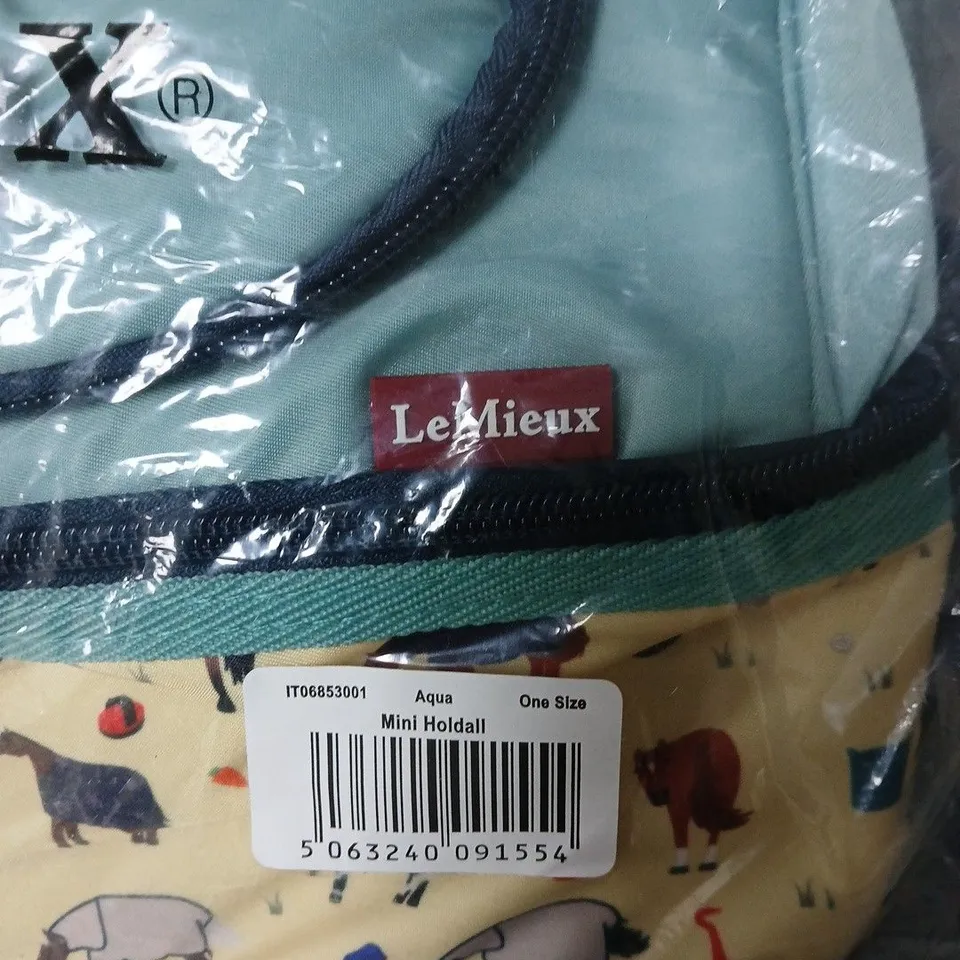 X®
LeMieux
IT06853001 Aqua One Size
Mini Holdall
5 063240 091554